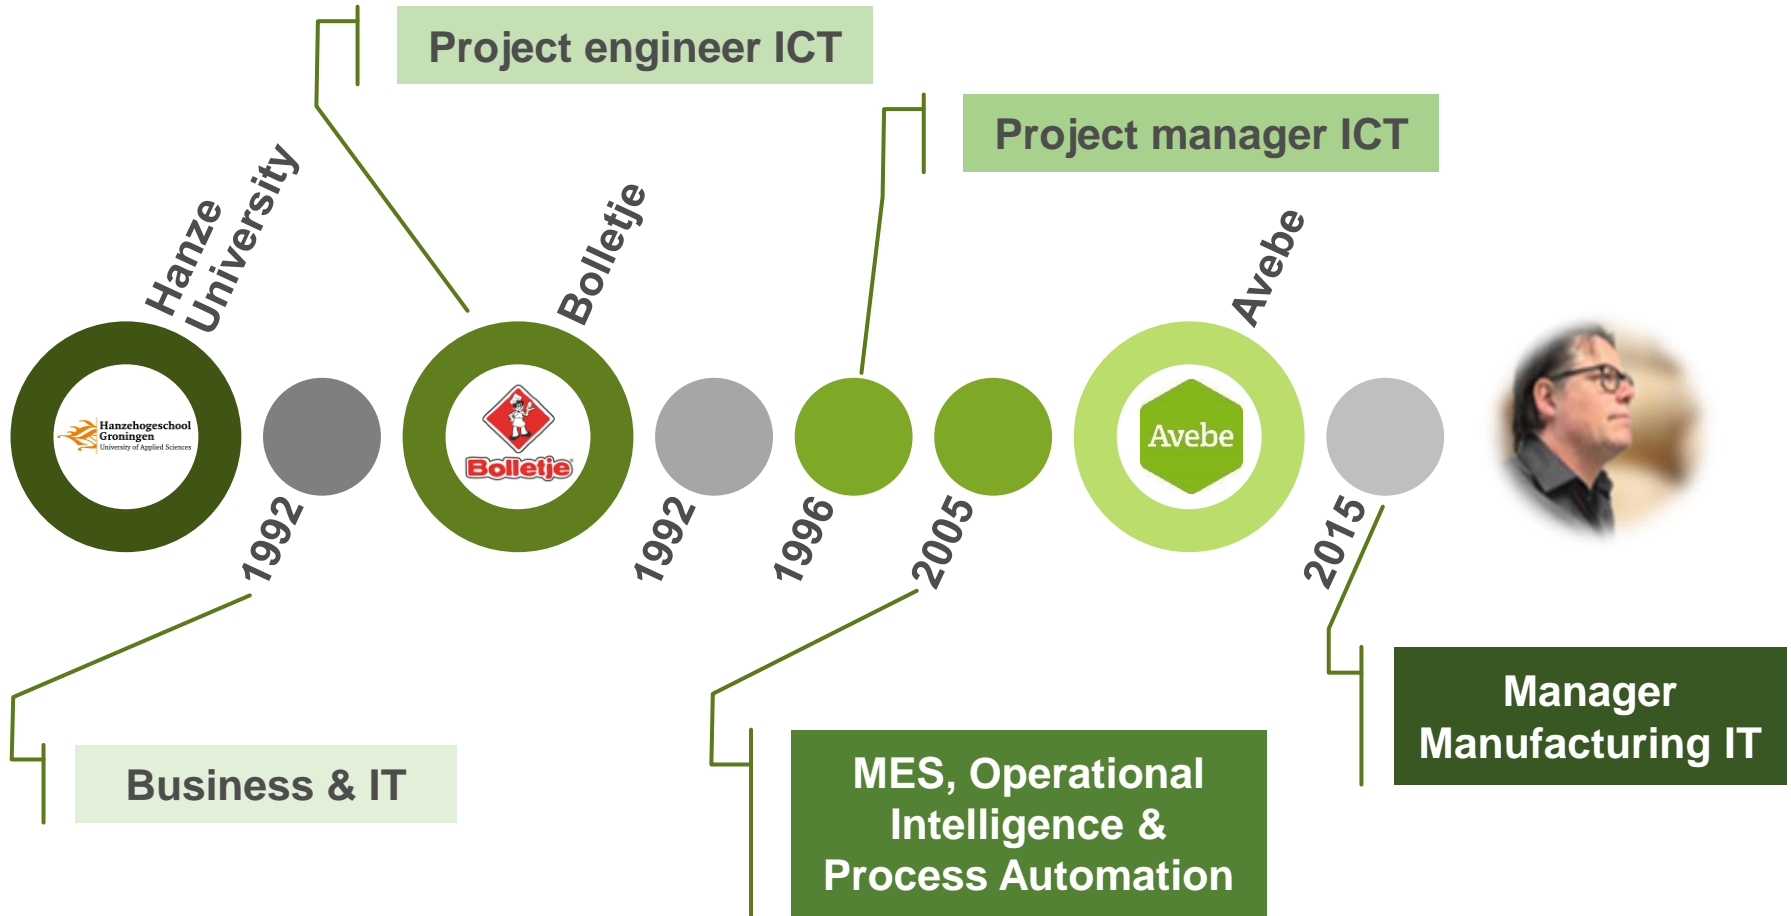 Project engineer ICT
Project manager ICT
Hanze
University
Bolletje
Avebe
Hanzehogeschool
Groningen
University of Applied Sciences
Bolletje
Avebe
1992
1992
1996
2005
2015
Business & IT
MES, Operational
Intelligence &
Process Automation
Manager
Manufacturing IT